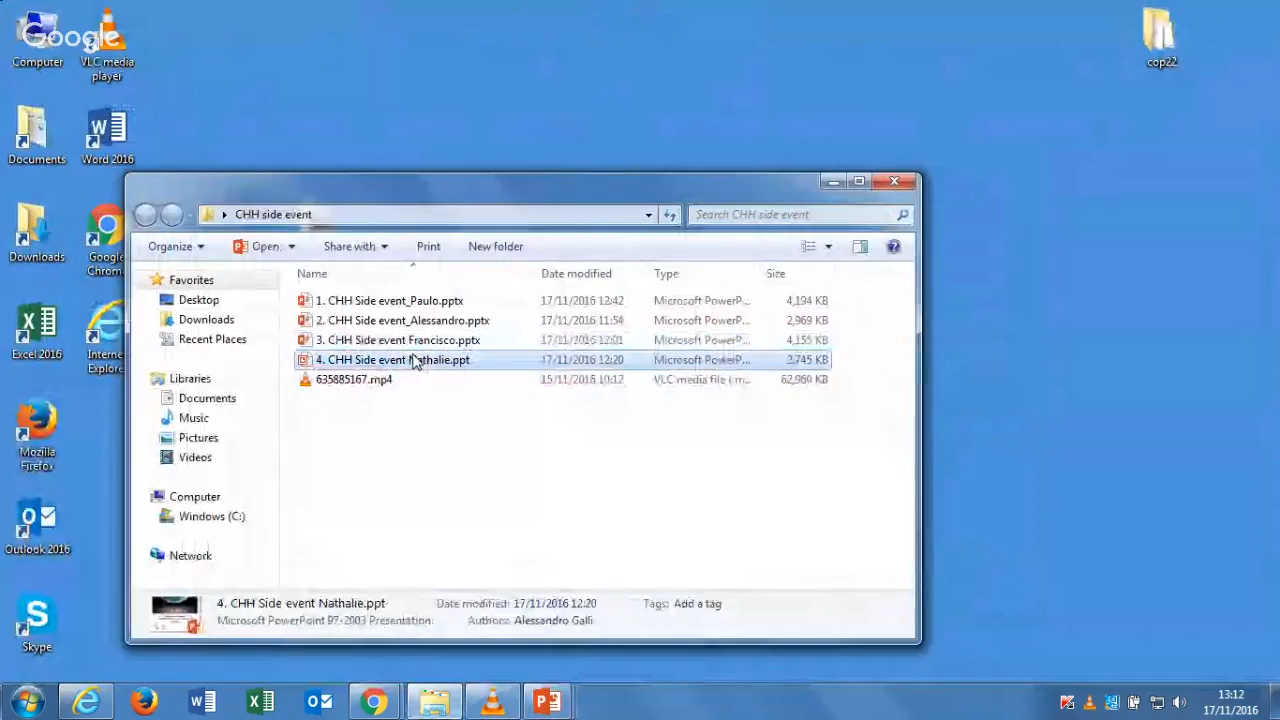 Google
Computer
VLC media
player
cop22
Documents
Word 2016
CHH side event
Search CHH side event
Downloads
Google
Chrom...
Organize
Open
Share with
Print
New folder
Favorites
Name
Date modified
Type
Size
Desktop
1. CHH Side event_Paulo.pptx 17/11/2016 12:42 Microsoft PowerP... 4,194 KB
Downloads
2. CHH Side event_Alessandro.pptx 17/11/2016 11:54 Microsoft PowerP... 2,969 KB
Recent Places
3. CHH Side event Francisco.pptx 17/11/2016 12:01 Microsoft PowerP... 4,155 KB
Excel 2016
Interne
Explore
4. CHH Side event Nathalie.ppt 17/11/2016 12:20 Microsoft PowerP... 2,745 KB
Libraries
635885167.mp4 15/11/2016 10:12 VLC media file (.m... 62,960 KB
Documents
Music
Pictures
Videos
Mozilla
Firefox
Computer
Windows (C:)
Outlook 2016
Network
4. CHH Side event Nathalie.ppt Date modified: 17/11/2016 12:20 Tags: Add a tag
Microsoft PowerPoint 97-2003 Presentation Authors: Alessandro Galli
Skype
13:12
17/11/2016